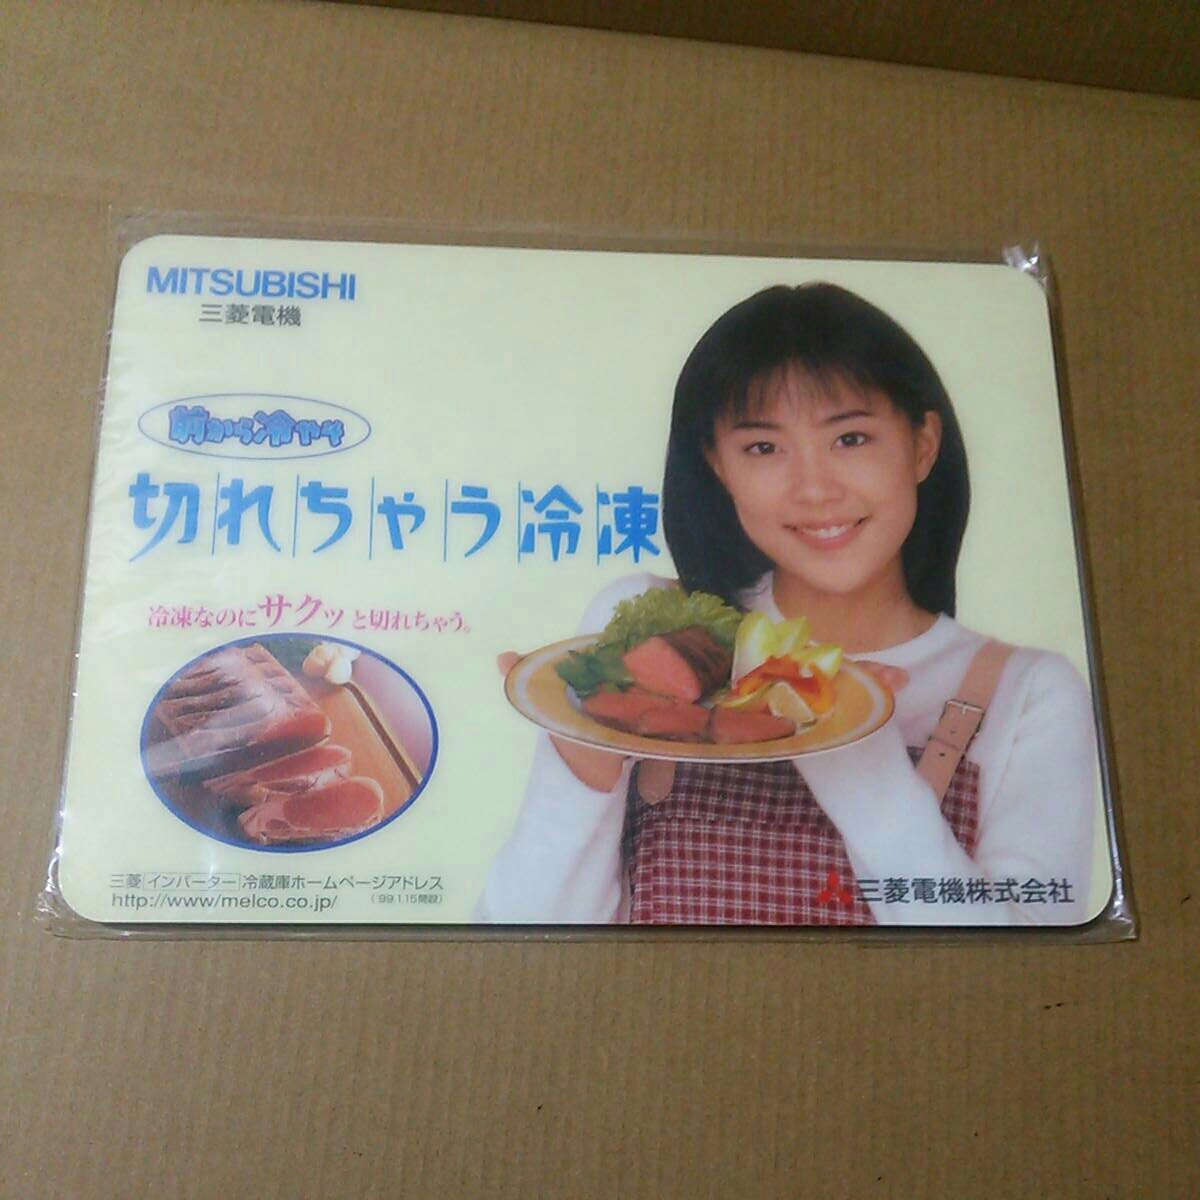 MITSUBISHI
三菱電機
前から冷やそ
切れちゃう冷凍
冷凍なのにサクッと切れちゃう。
三菱インバーター冷蔵庫ホームページアドレス
http://www/melco.co.jp/ ('99.1.15開設)
三菱電機株式会社